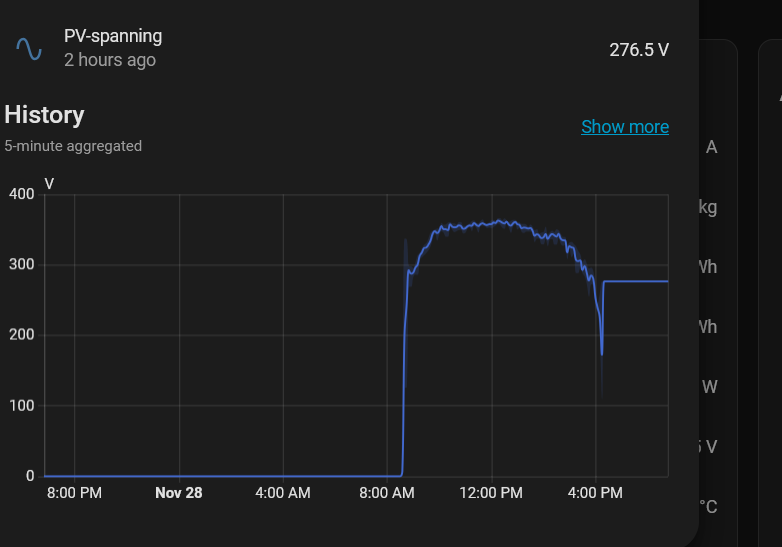 PV-spanning
276.5 V
2 hours ago
History
Show more
5-minute aggregated
V
400
300
200
100
0
8:00 PM
Nov 28
4:00 AM
8:00 AM
12:00 PM
4:00 PM
A
kg
Wh
Wh
W
V
°C